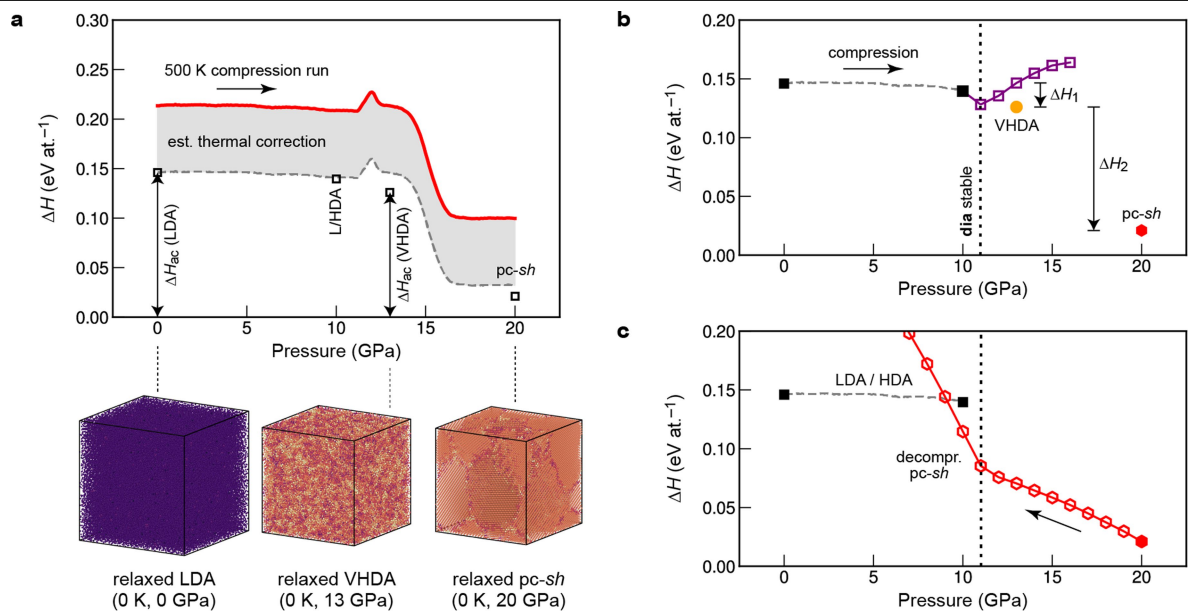 a
0.30
0.25
0.20
0.15
0.10
0.05
0.00
ΔH (eV at.⁻¹)
500 K compression run
est. thermal correction
ΔHac (LDA)
L/HDA
ΔHac (VHDA)
pc-sh
0 5 10 15 20
Pressure (GPa)
relaxed LDA
(0 K, 0 GPa)
relaxed VHDA
(0 K, 13 GPa)
relaxed pc-sh
(0 K, 20 GPa)
b
0.20
0.15
0.10
0.05
0.00
ΔH (eV at.⁻¹)
compression
ΔH1
VHDA
ΔH2
dia stable
pc-sh
0 5 10 15 20
Pressure (GPa)
c
0.20
0.15
0.10
0.05
0.00
ΔH (eV at.⁻¹)
LDA / HDA
decompr.
pc-sh
0 5 10 15 20
Pressure (GPa)